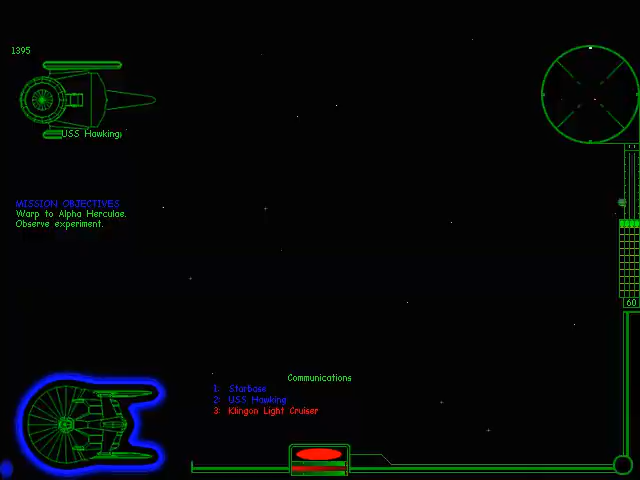 1395
USS Hawking
MISSION OBJECTIVES
Warp to Alpha Herculae.
Observe experiment.
Communications
1: Starbase
2: USS Hawking
3: Klingon Light Cruiser
60